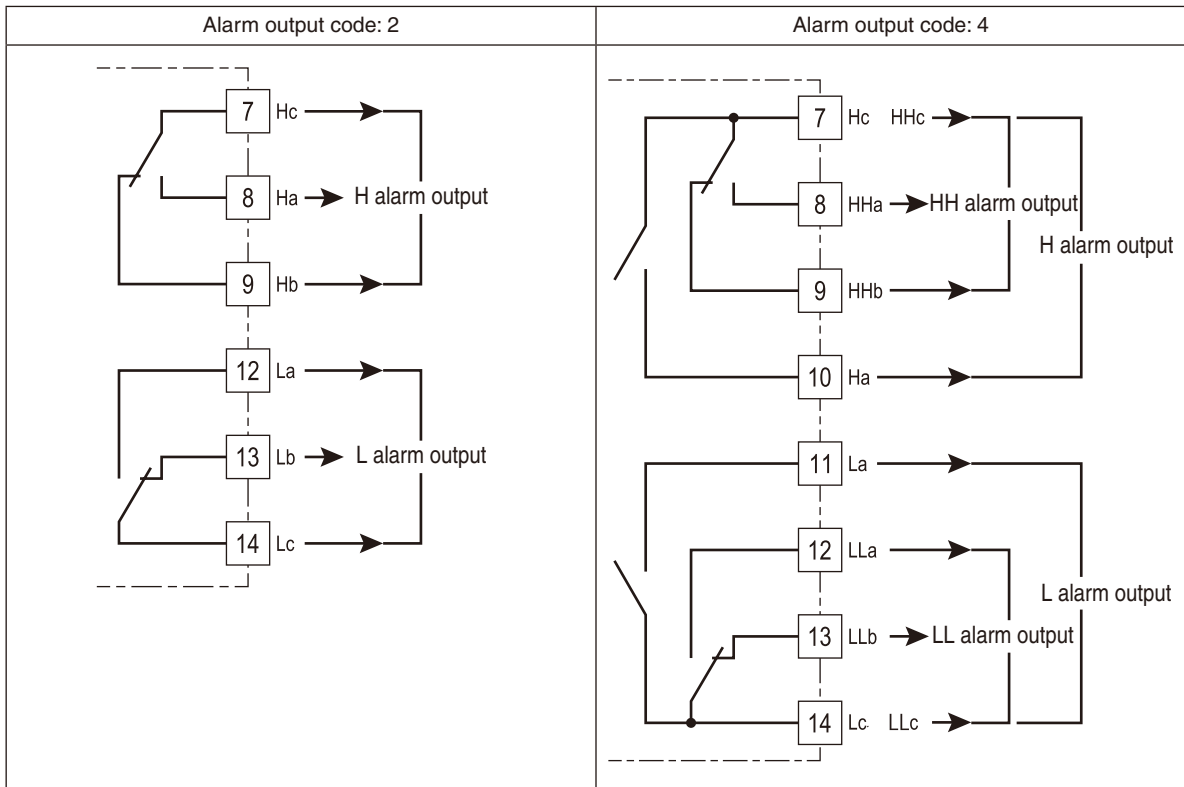 Alarm output code: 2
7 Hc
8 Ha H alarm output
9 Hb
12 La
13 Lb L alarm output
14 Lc
Alarm output code: 4
7 Hc HHc
8 HHa HH alarm output
H alarm output
9 HHb
10 Ha
11 La
12 LLa
L alarm output
13 LLb LL alarm output
14 Lc LLc